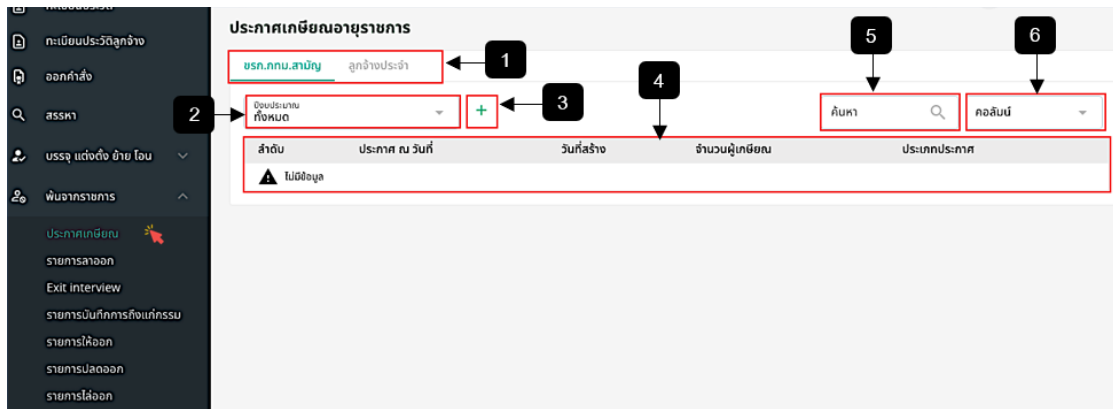 ทะเบียนประวัติ
ทะเบียนประวัติลูกจ้าง
ออกคำสั่ง
สรรหา
บรรจุ แต่งตั้ง ย้าย โอน
พ้นจากราชการ
ประกาศเกษียณ
รายการลาออก
Exit interview
รายการบันทึกการถึงแก่กรรม
รายการให้ออก
รายการปลดออก
รายการไล่ออก
ประกาศเกษียณอายุราชการ
ขรก.กทม.สามัญ ลูกจ้างประจำ
1
2
ปีงบประมาณ
ทั้งหมด
+
3
4
5
ค้นหา
6
คอลัมน์
ลำดับ ประกาศ ณ วันที่ วันที่สร้าง จำนวนผู้เกษียณ ประเภทประกาศ
ไม่มีข้อมูล